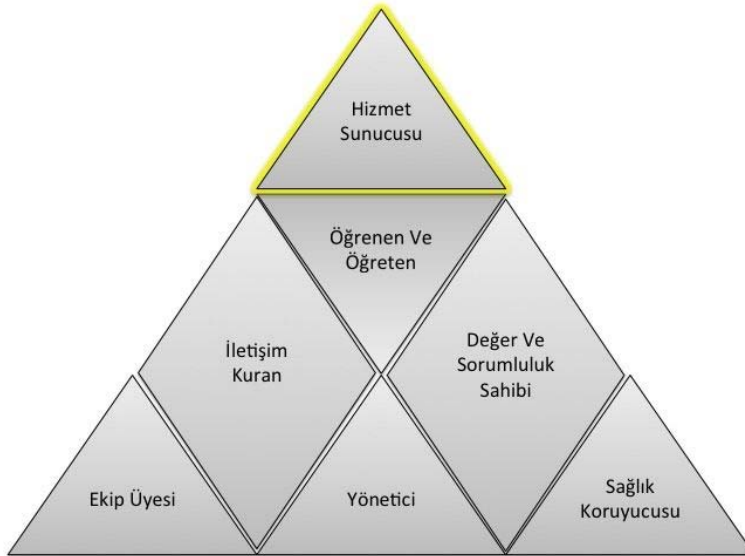 Hizmet
Sunucusu
Öğrenen Ve
Öğreten
İletişim
Kuran
Değer Ve
Sorumluluk
Sahibi
Ekip Üyesi
Yönetici
Sağlık
Koruyucusu